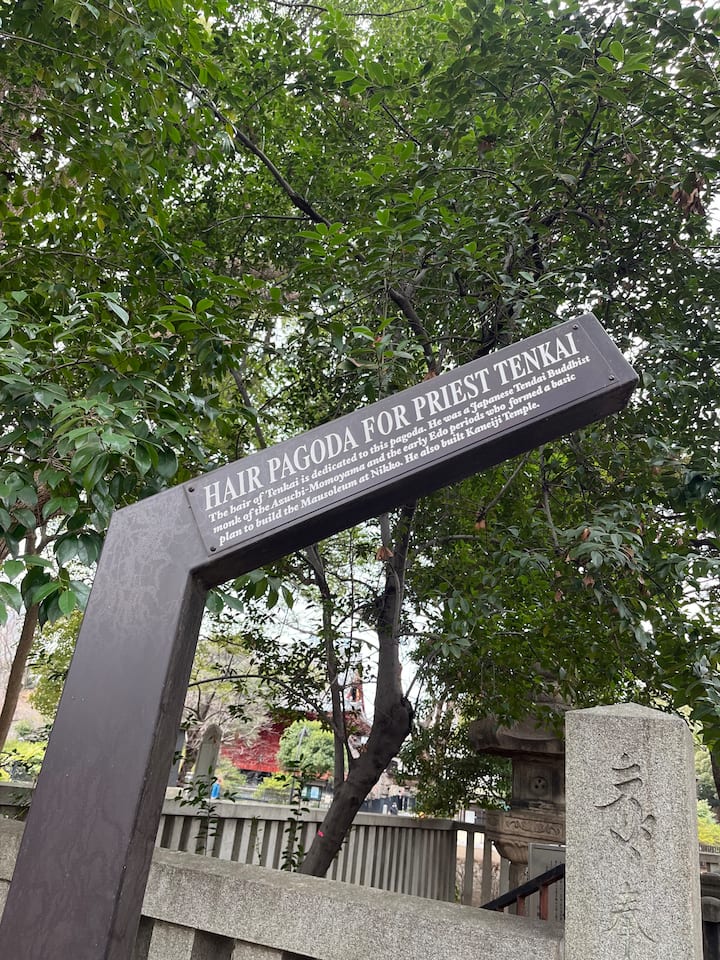 HAIR PAGODA FOR PRIEST TENKAI
The hair of Tenkai is dedicated to this pagoda. He was a Japanese Tendai Buddhist
monk of the Azuchi-Momoyama and the early Edo periods who formed a basic
plan to build the Mausoleum at Nikko. He also built Kaneiji Temple.
奉